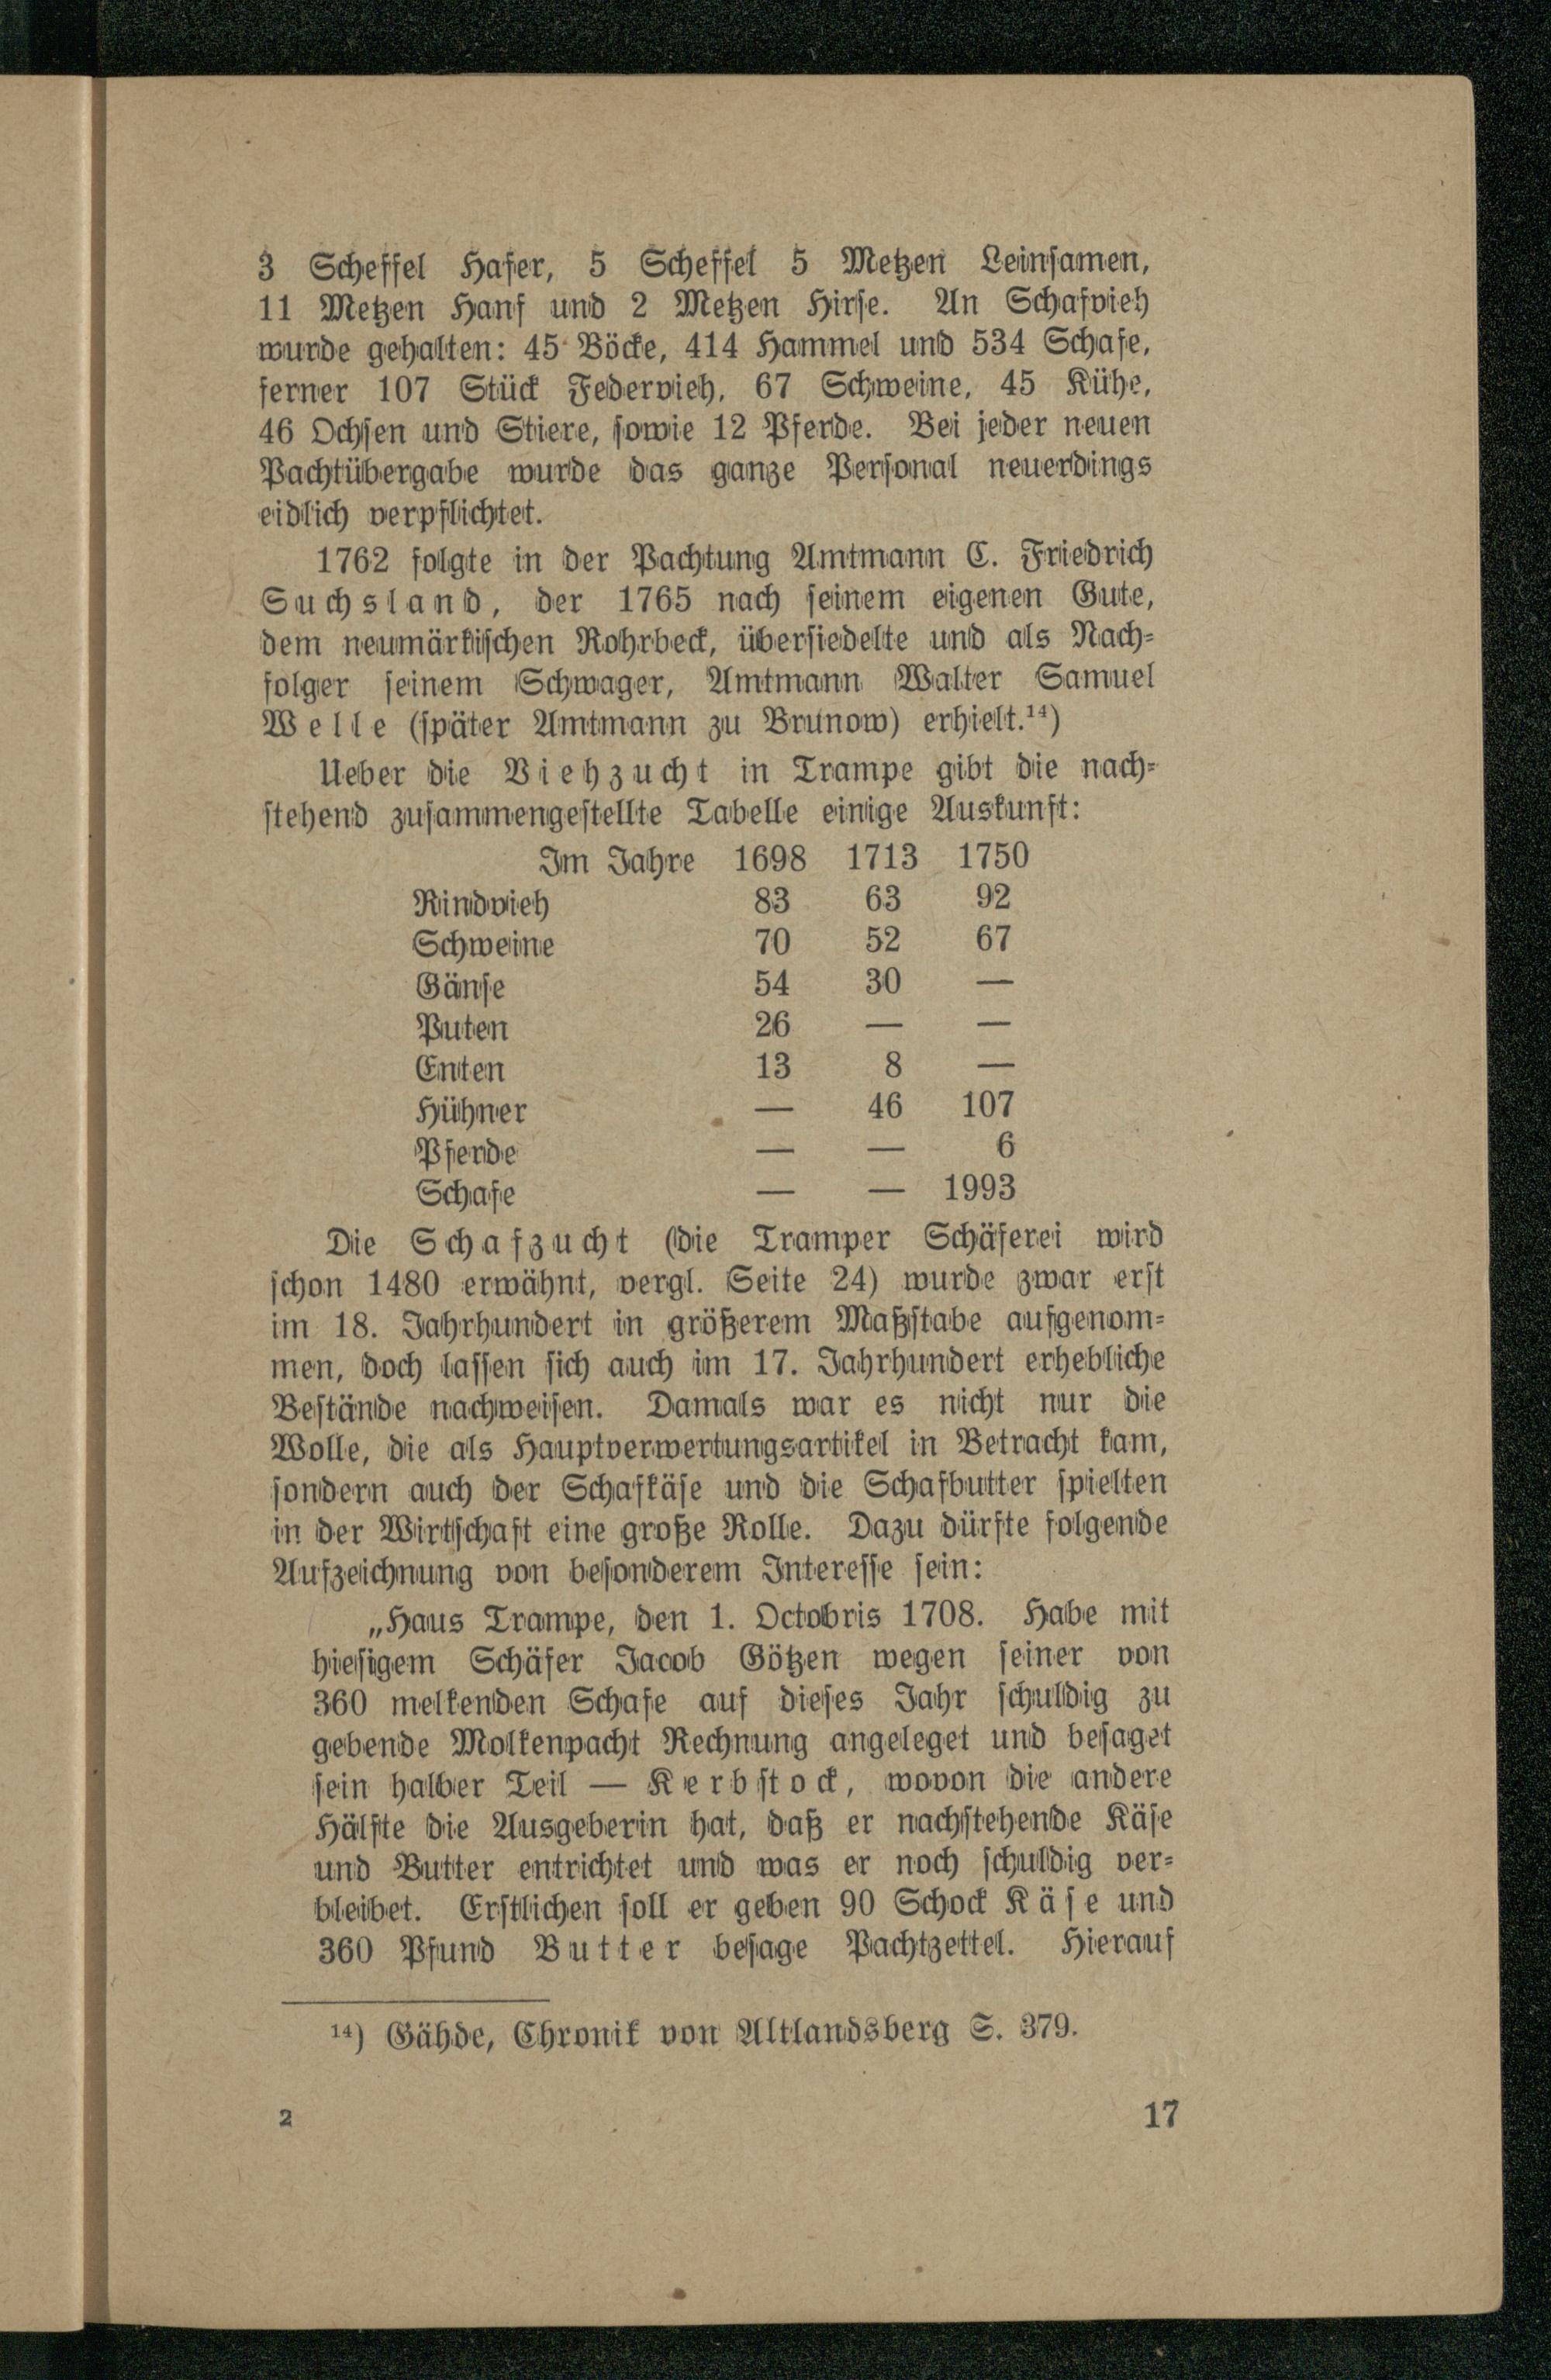 3 Scheffel Hafer, 5 Scheffel 5 Metzen Leinsamen,
11 Metzen Hanf und 2 Metzen Hirse. An Schafvieh
wurde gehalten: 45 Böcke, 414 Hammel und 534 Schafe,
ferner 107 Stück Federvieh, 67 Schweine, 45 Kühe,
46 Ochsen und Stiere, sowie 12 Pferde. Bei jeder neuen
Pachtübergabe wurde das ganze Personal neuerdings
eidlich verpflichtet.
1762 folgte in der Pachtung Amtmann C. Friedrich
Suchsland, der 1765 nach seinem eigenen Gute,
dem neumärkischen Rohrbeck, übersiedelte und als Nach-
folger seinem Schwager, Amtmann Walter Samuel
Welle (später Amtmann zu Brunow) erhielt.¹⁴)
Ueber die Viehzucht in Trampe gibt die nach-
stehend zusammengestellte Tabelle einige Auskunft:
Im Jahre 1698 1713 1750
Rindvieh 83 63 92
Schweine 70 52 67
Gänse 54 30 —
Puten 26 — —
Enten 13 8 —
Hühner — 46 107
Pferde — — 6
Schafe — — 1993
Die Schafzucht (die Tramper Schäferei wird
schon 1480 erwähnt, vergl. Seite 24) wurde zwar erst
im 18. Jahrhundert in größerem Maßstabe aufgenom-
men, doch lassen sich auch im 17. Jahrhundert erhebliche
Bestände nachweisen. Damals war es nicht nur die
Wolle, die als Hauptverwertungsartikel in Betracht kam,
sondern auch der Schafkäse und die Schafbutter spielten
in der Wirtschaft eine große Rolle. Dazu dürfte folgende
Aufzeichnung von besonderem Interesse sein:
„Haus Trampe, den 1. Octobris 1708. Habe mit
hiesigem Schäfer Jacob Götzen wegen seiner von
360 melkenden Schafe auf dieses Jahr schuldig zu
gebende Molkenpacht Rechnung angeleget und besaget
sein halber Teil — Kerbstock, wovon die andere
Hälfte die Ausgeberin hat, daß er nachstehende Käse
und Butter entrichtet und was er noch schuldig ver-
bleibet. Erstlichen soll er geben 90 Schock Käse und
360 Pfund Butter besage Pachtzettel. Hierauf
¹⁴) Gähde, Chronik von Altlandsberg S. 379.
2 17